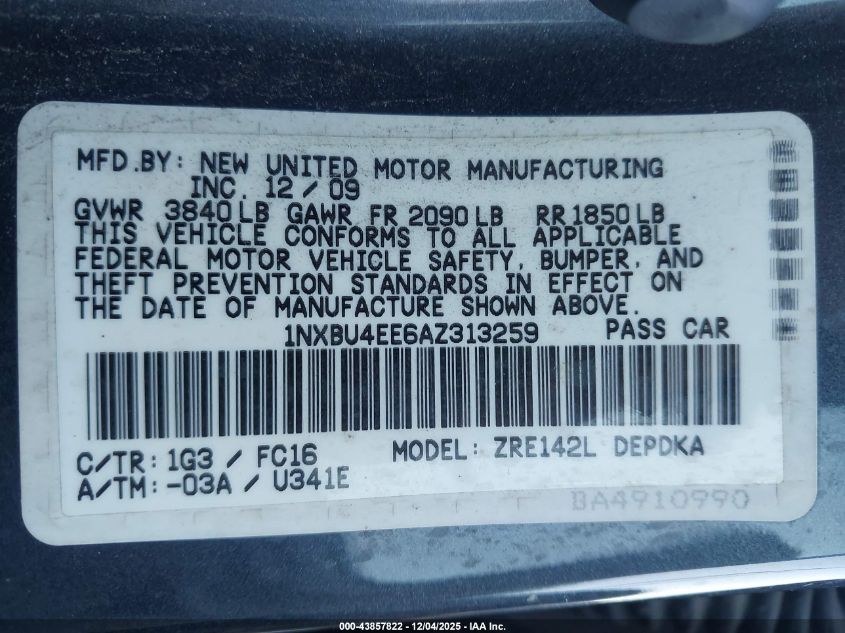 MFD.BY: NEW UNITED MOTOR MANUFACTURING
INC. 12 / 09
GVWR 3840 LB GAWR FR 2090 LB RR 1850 LB
THIS VEHICLE CONFORMS TO ALL APPLICABLE
FEDERAL MOTOR VEHICLE SAFETY, BUMPER, AND
THEFT PREVENTION STANDARDS IN EFFECT ON
THE DATE OF MANUFACTURE SHOWN ABOVE.
1NXBU4EE6AZ313259 PASS CAR
C/TR: 1G3 / FC16 MODEL: ZRE142L DEPDKA
A/TM: -03A / U341E
BA4910990
000-43857822 - 12/04/2025 - IAA Inc.